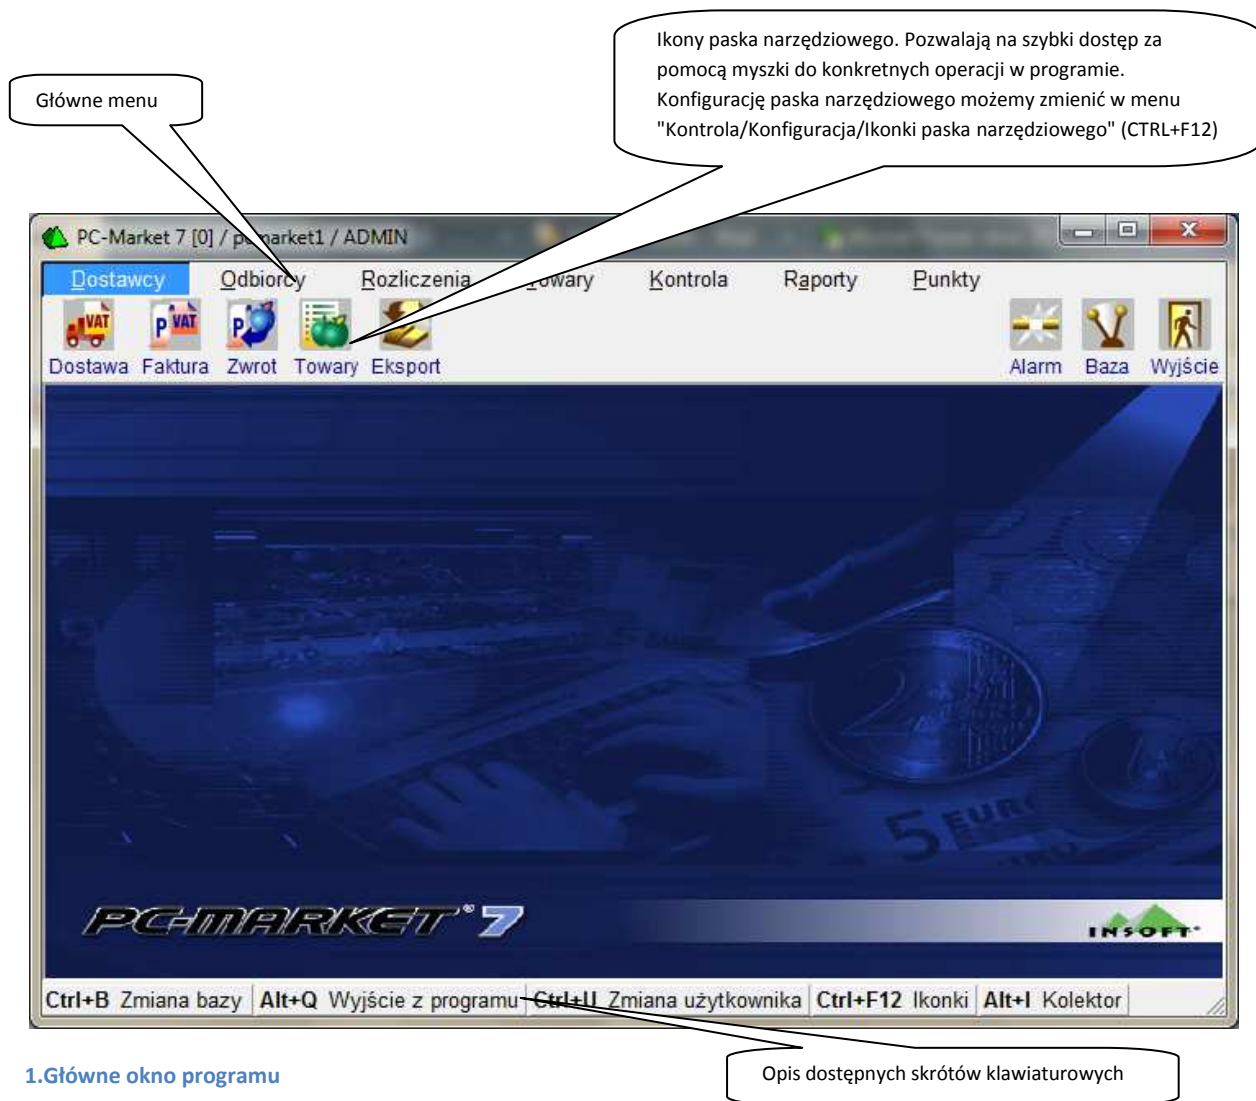 Ikony paska narzędziowego. Pozwalają na szybki dostęp za
pomocą myszki do konkretnych operacji w programie.
Konfigurację paska narzędziowego możemy zmienić w menu
"Kontrola/Konfiguracja/Ikonki paska narzędziowego" (CTRL+F12)
Główne menu
PC-Market 7 [0] / pcmarket1 / ADMIN
Dostawcy Odbiorcy Rozliczenia Towary Kontrola Raporty Punkty
VAT P VAT P
Dostawa Faktura Zwrot Towary Eksport Alarm Baza Wyjście
2
5 EURO
PC-MARKET® 7
INSOFT®
Ctrl+B Zmiana bazy Alt+Q Wyjście z programu Ctrl+U Zmiana użytkownika Ctrl+F12 Ikonki Alt+I Kolektor
1.Główne okno programu
Opis dostępnych skrótów klawiaturowych